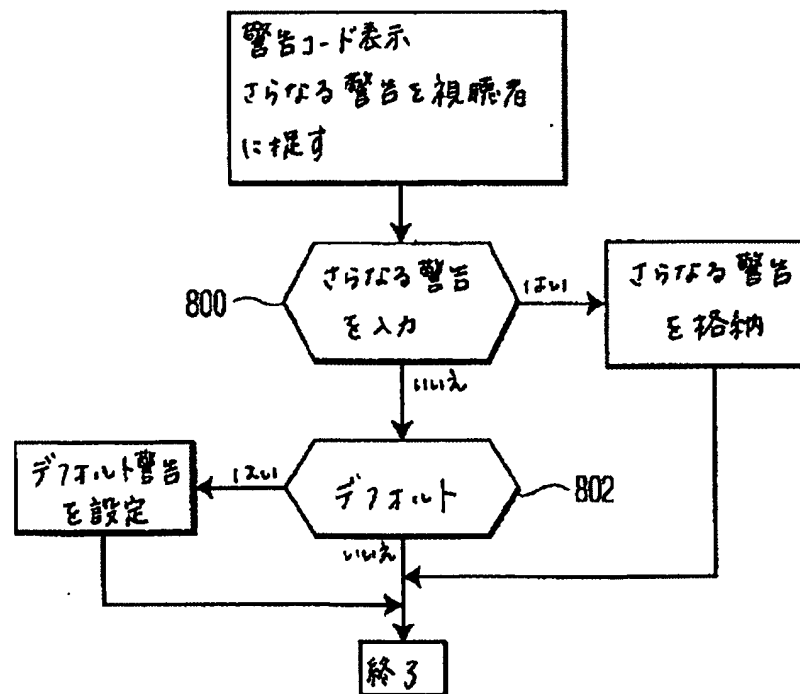 警告コード表示
さらなる警告を視聴者
に促す
800
さらなる警告
を入力
はい
さらなる警告
を格納
いいえ
デフォルト警告
を設定
はい
デフォルト
802
いいえ
終了